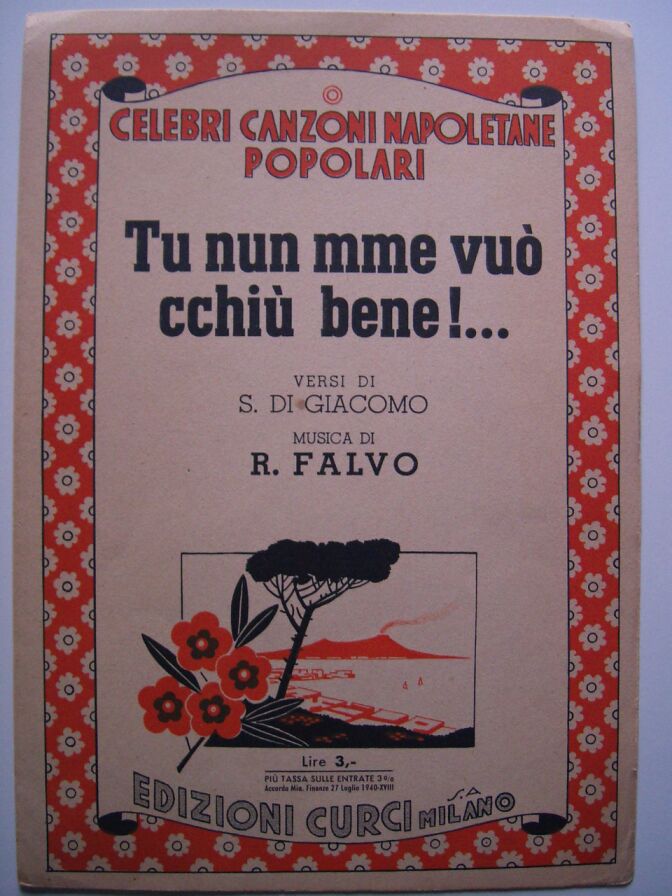 CELEBRI CANZONI NAPOLETANE
POPOLARI
Tu nun mme vuò
cchiù bene!...
VERSI DI
S. DI GIACOMO
MUSICA DI
R. FALVO
Lire 3,-
PIÙ TASSA SULLE ENTRATE 3%
Accordo Min. Finanze 27 Luglio 1940-XVIII
EDIZIONI CURCI S.A MILANO